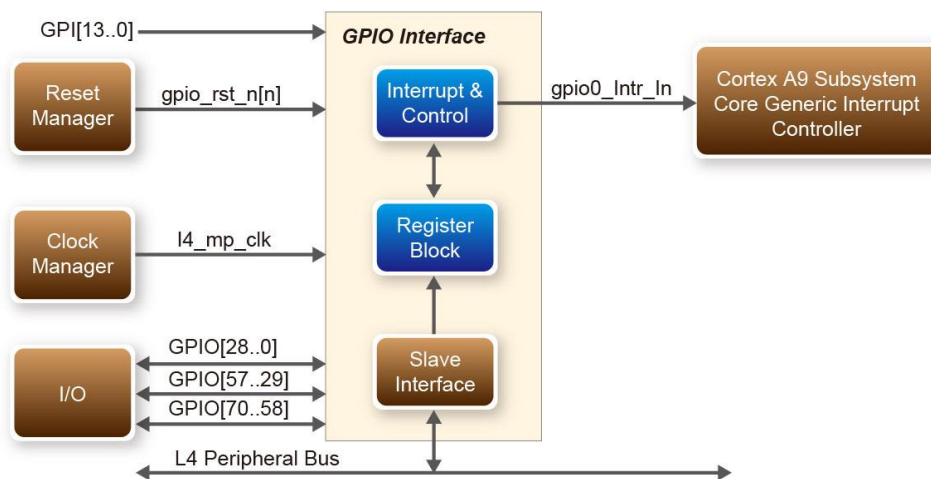 GPI[13..0]
GPIO Interface
Reset
Manager
gpio_rst_n[n]
Interrupt &
Control
gpio0_Intr_In
Cortex A9 Subsystem
Core Generic Interrupt
Controller
Clock
Manager
l4_mp_clk
Register
Block
I/O
GPIO[28..0]
GPIO[57..29]
GPIO[70..58]
Slave
Interface
L4 Peripheral Bus